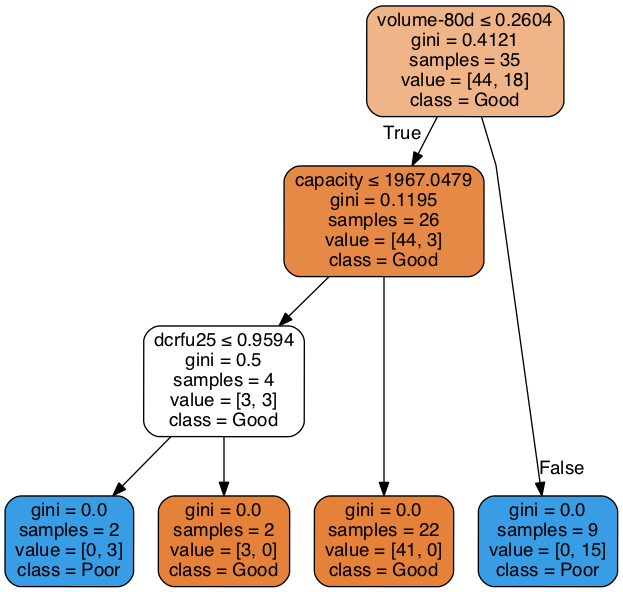 volume-80d ≤ 0.2604
gini = 0.4121
samples = 35
value = [44, 18]
class = Good
True
capacity ≤ 1967.0479
gini = 0.1195
samples = 26
value = [44, 3]
class = Good
dcrfu25 ≤ 0.9594
gini = 0.5
samples = 4
value = [3, 3]
class = Good
False
gini = 0.0
samples = 2
value = [0, 3]
class = Poor
gini = 0.0
samples = 2
value = [3, 0]
class = Good
gini = 0.0
samples = 22
value = [41, 0]
class = Good
gini = 0.0
samples = 9
value = [0, 15]
class = Poor